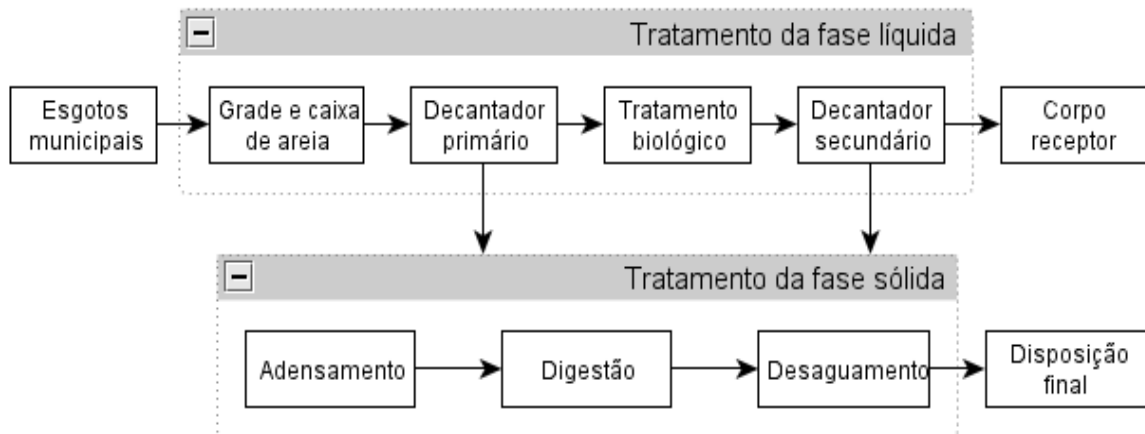 Tratamento da fase líquida
Esgotos
municipais
Grade e caixa
de areia
Decantador
primário
Tratamento
biológico
Decantador
secundário
Corpo
receptor
Tratamento da fase sólida
Adensamento
Digestão
Desaguamento
Disposição
final